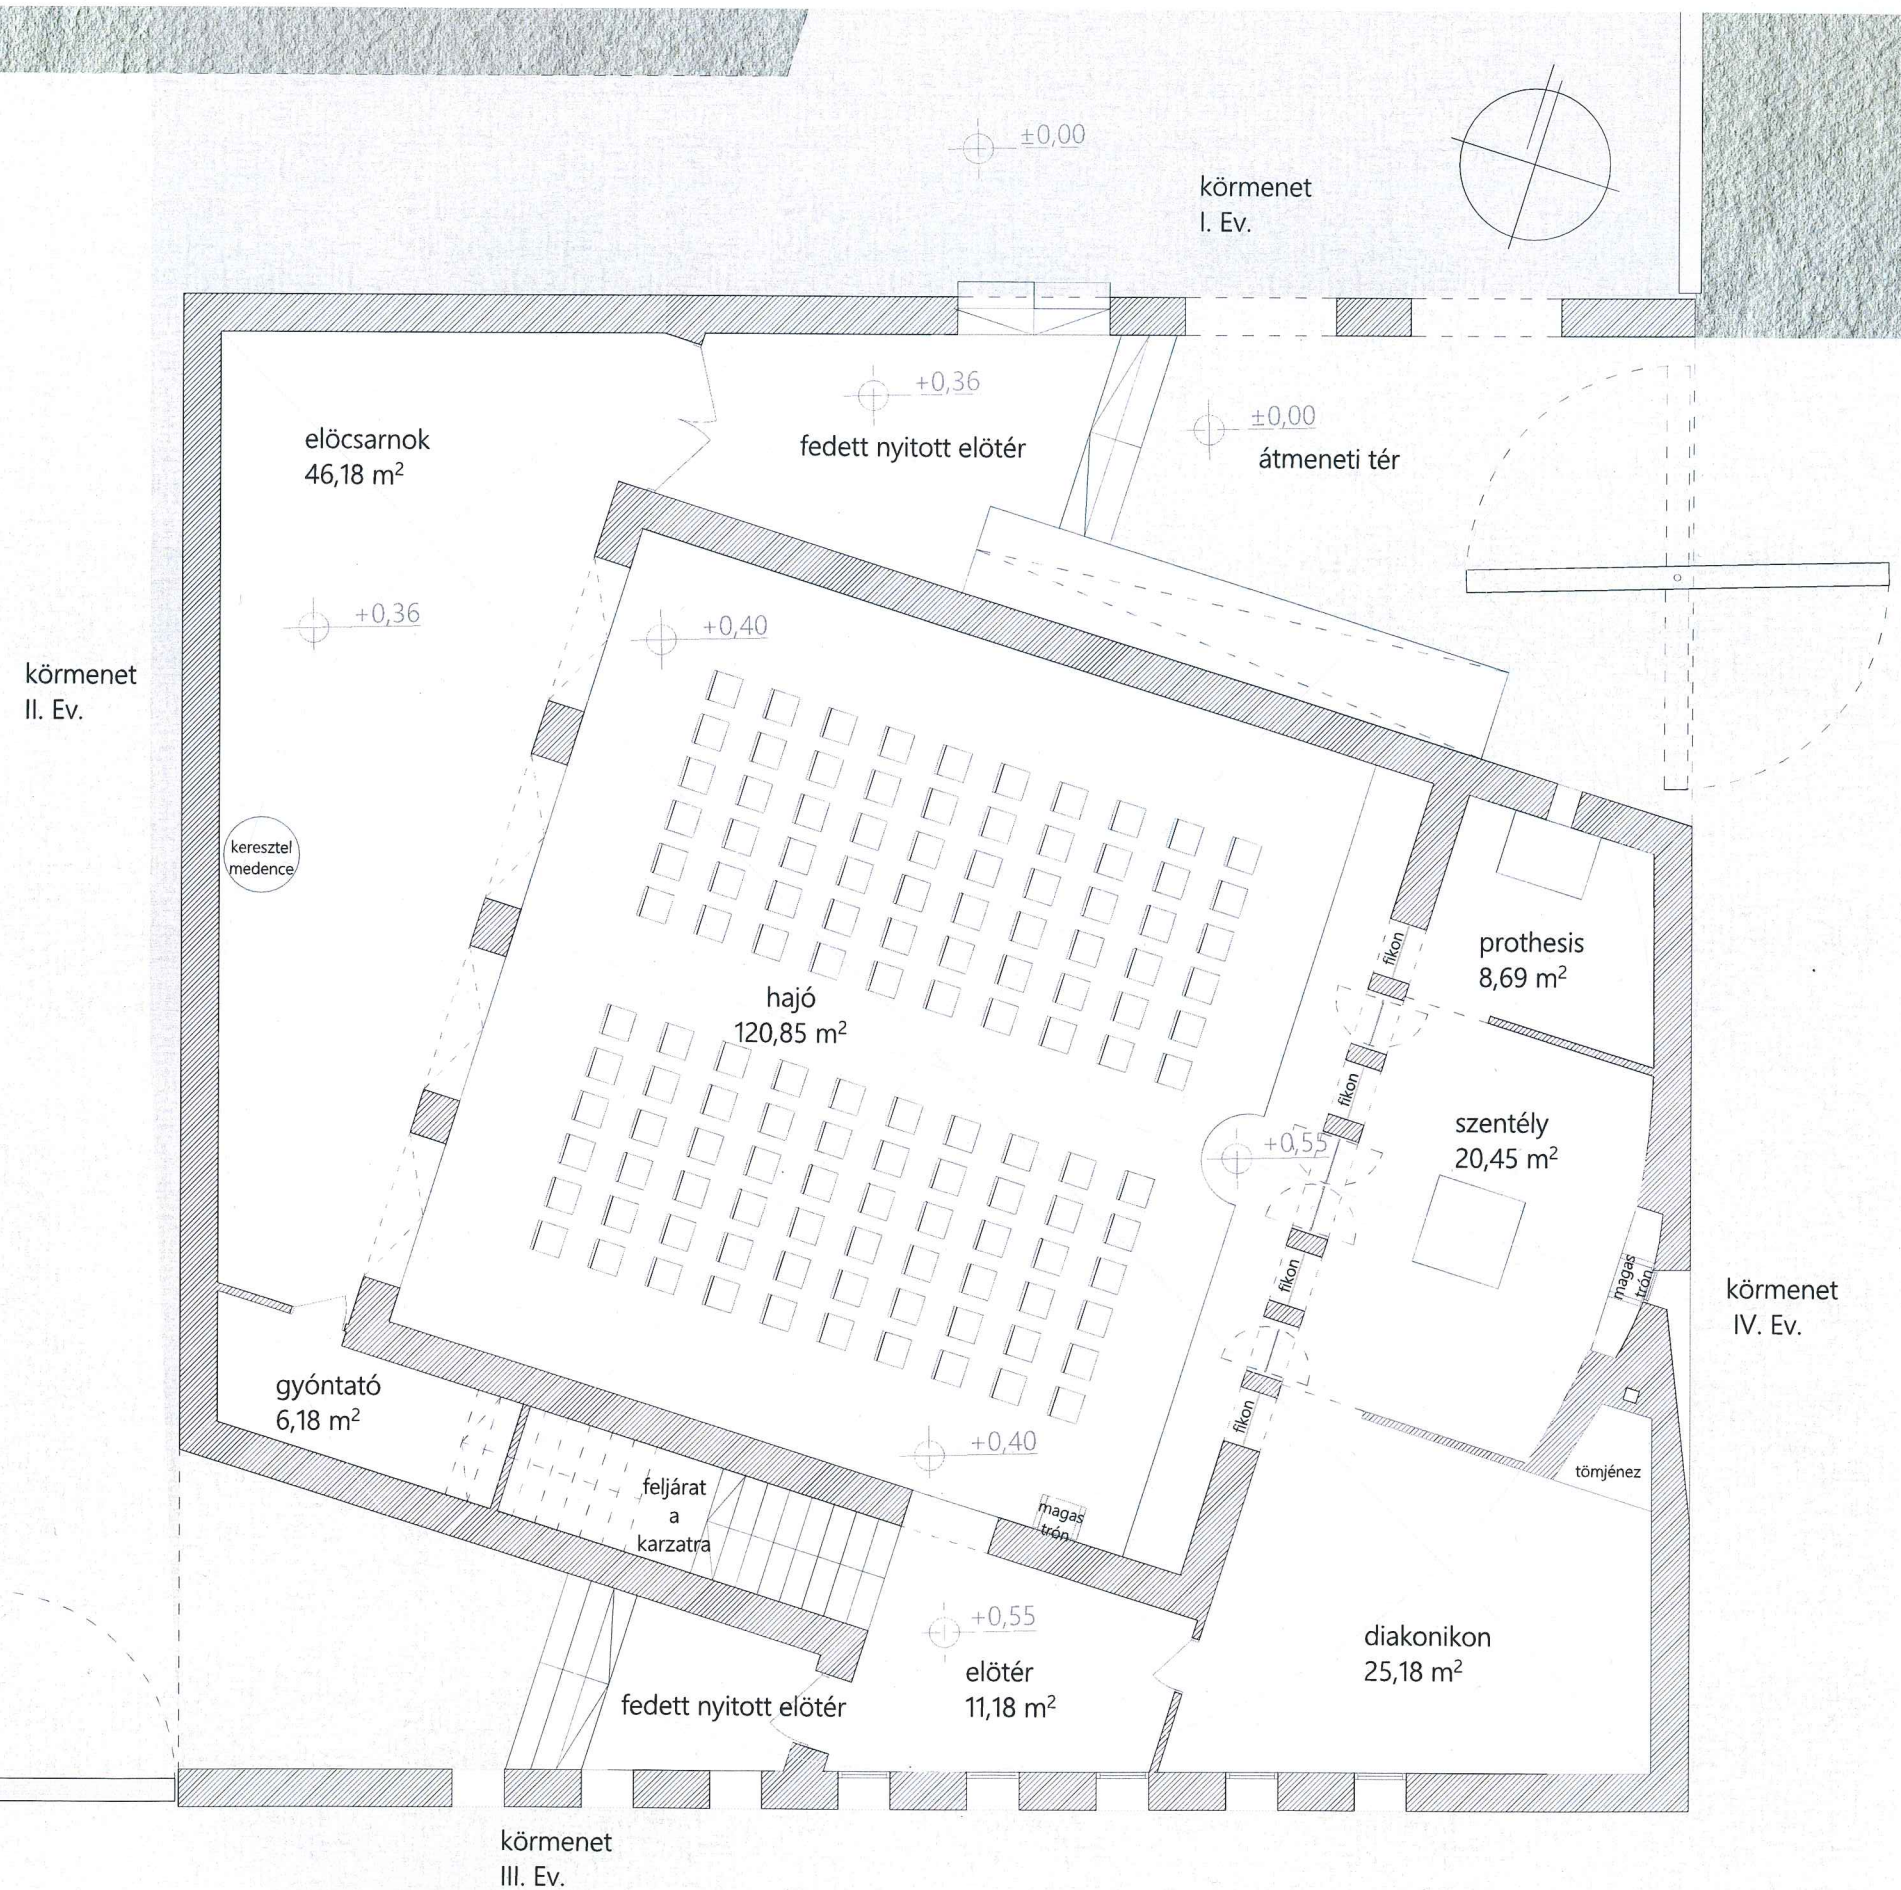 ±0,00
körmenet
I. Ev.
+0,36
±0,00
elöcsarnok
46,18 m²
fedett nyitott elötér
átmeneti tér
+0,36
+0,40
körmenet
II. Ev.
keresztel
medence
fikon
prothesis
8,69 m²
hajó
120,85 m²
fikon
szentély
20,45 m²
+0,55
fikon
magas
trón
körmenet
IV. Ev.
gyóntató
6,18 m²
fikon
+0,40
feljárat
a
karzatra
tömjénez
magas
trón
+0,55
elötér
11,18 m²
diakonikon
25,18 m²
fedett nyitott elötér
körmenet
III. Ev.